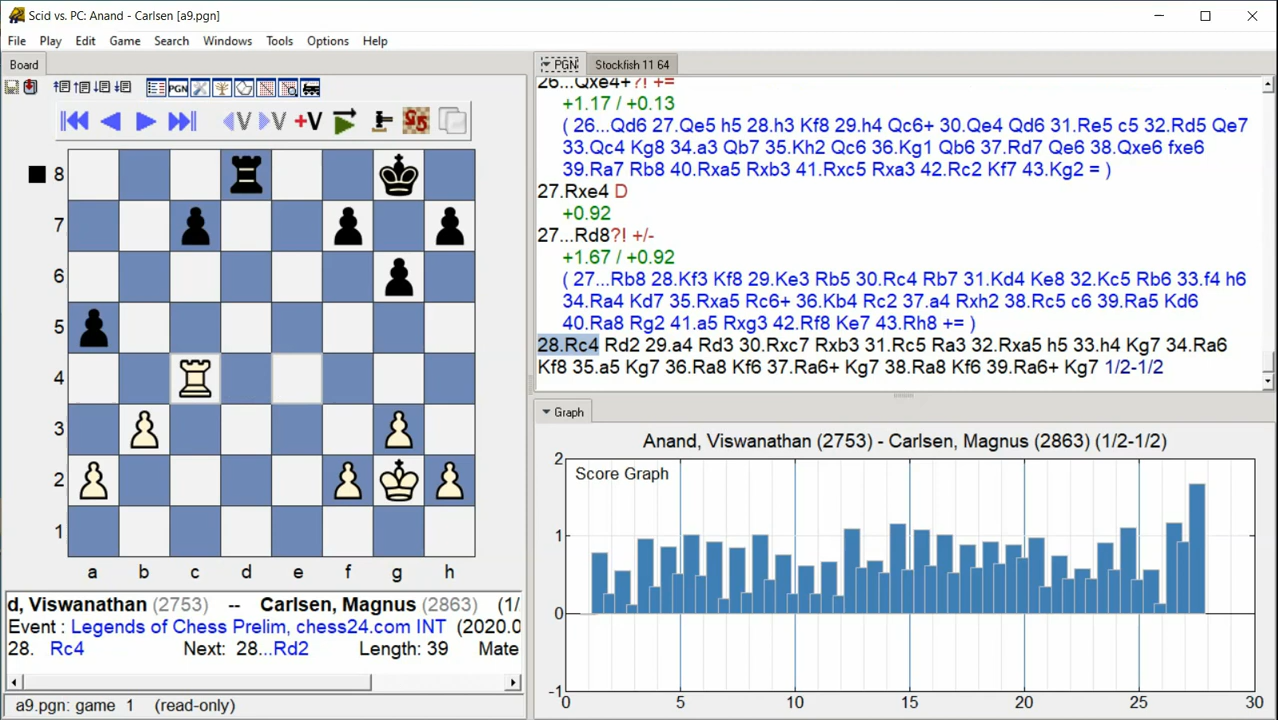 Scid vs. PC: Anand - Carlsen [a9.pgn]
File Play Edit Game Search Windows Tools Options Help
Board
PGN
+V
8
7
6
5
4
3
2
1
a b c d e f g h
d, Viswanathan (2753) -- Carlsen, Magnus (2863) (1/
Event : Legends of Chess Prelim, chess24.com INT (2020.0
28. Rc4 Next: 28...Rd2 Length: 39 Mate
a9.pgn: game 1 (read-only)
PGN Stockfish 11 64
26...Qxe4+?! +=
+1.17 / +0.13
( 26...Qd6 27.Qe5 h5 28.h3 Kf8 29.h4 Qc6+ 30.Qe4 Qd6 31.Re5 c5 32.Rd5 Qe7
33.Qc4 Kg8 34.a3 Qb7 35.Kh2 Qc6 36.Kg1 Qb6 37.Rd7 Qe6 38.Qxe6 fxe6
39.Ra7 Rb8 40.Rxa5 Rxb3 41.Rxc5 Rxa3 42.Rc2 Kf7 43.Kg2 = )
27.Rxe4 D
+0.92
27...Rd8?! +/-
+1.67 / +0.92
( 27...Rb8 28.Kf3 Kf8 29.Ke3 Rb5 30.Rc4 Rb7 31.Kd4 Ke8 32.Kc5 Rb6 33.f4 h6
34.Ra4 Kd7 35.Rxa5 Rc6+ 36.Kb4 Rc2 37.a4 Rxh2 38.Rc5 c6 39.Ra5 Kd6
40.Ra8 Rg2 41.a5 Rxg3 42.Rf8 Ke7 43.Rh8 += )
28.Rc4 Rd2 29.a4 Rd3 30.Rxc7 Rxb3 31.Rc5 Ra3 32.Rxa5 h5 33.h4 Kg7 34.Ra6
Kf8 35.a5 Kg7 36.Ra8 Kf6 37.Ra6+ Kg7 38.Ra8 Kf6 39.Ra6+ Kg7 1/2-1/2
Graph
Anand, Viswanathan (2753) - Carlsen, Magnus (2863) (1/2-1/2)
Score Graph
2 2
1 1
0 0
-1 -1
0 5 10 15 20 25 30